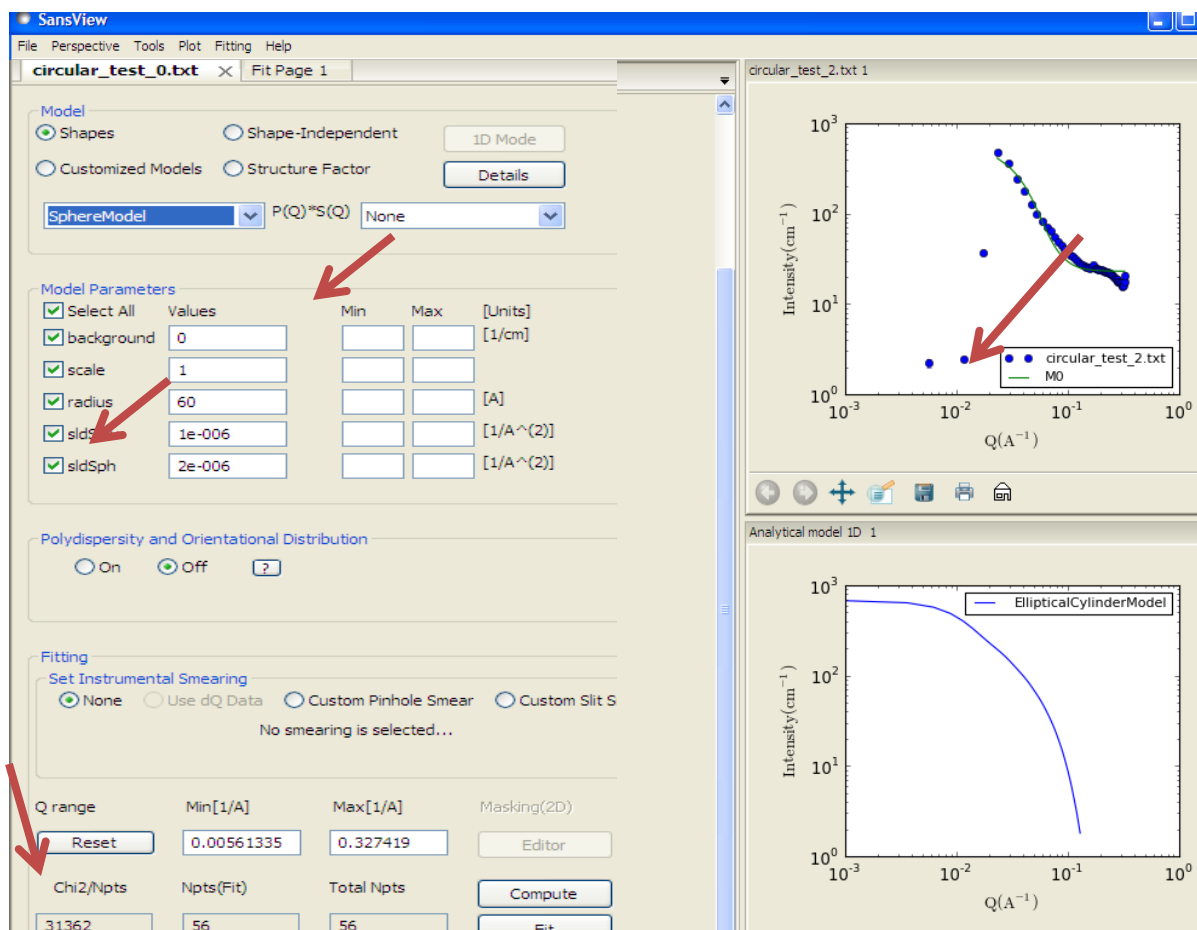 SansView
File Perspective Tools Plot Fitting Help
circular_test_0.txt Fit Page 1
Model
Shapes Shape-Independent 1D Mode
Customized Models Structure Factor Details
SphereModel P(Q)*S(Q) None
Model Parameters
Select All Values Min Max [Units]
background 0 [1/cm]
scale 1
radius 60 [A]
1e-006 [1/A^(2)]
sldSph 2e-006 [1/A^(2)]
Polydispersity and Orientational Distribution
On Off ?
Fitting
Set Instrumental Smearing
None Use dQ Data Custom Pinhole Smear Custom Slit S
No smearing is selected...
Q range Min[1/A] Max[1/A] Masking(2D)
Reset 0.00561335 0.327419 Editor
Chi2/Npts Npts(Fit) Total Npts Compute
31362 56 56 Fit
circular_test_2.txt 1
10^3
10^2
10^1
10^0
Intensity(cm^-1)
circular_test_2.txt
M0
10^-3 10^-2 10^-1 10^0
Q(A^-1)
Analytical model 1D 1
10^3
10^2
10^1
10^0
Intensity(cm^-1)
EllipticalCylinderModel
10^-3 10^-2 10^-1 10^0
Q(A^-1)